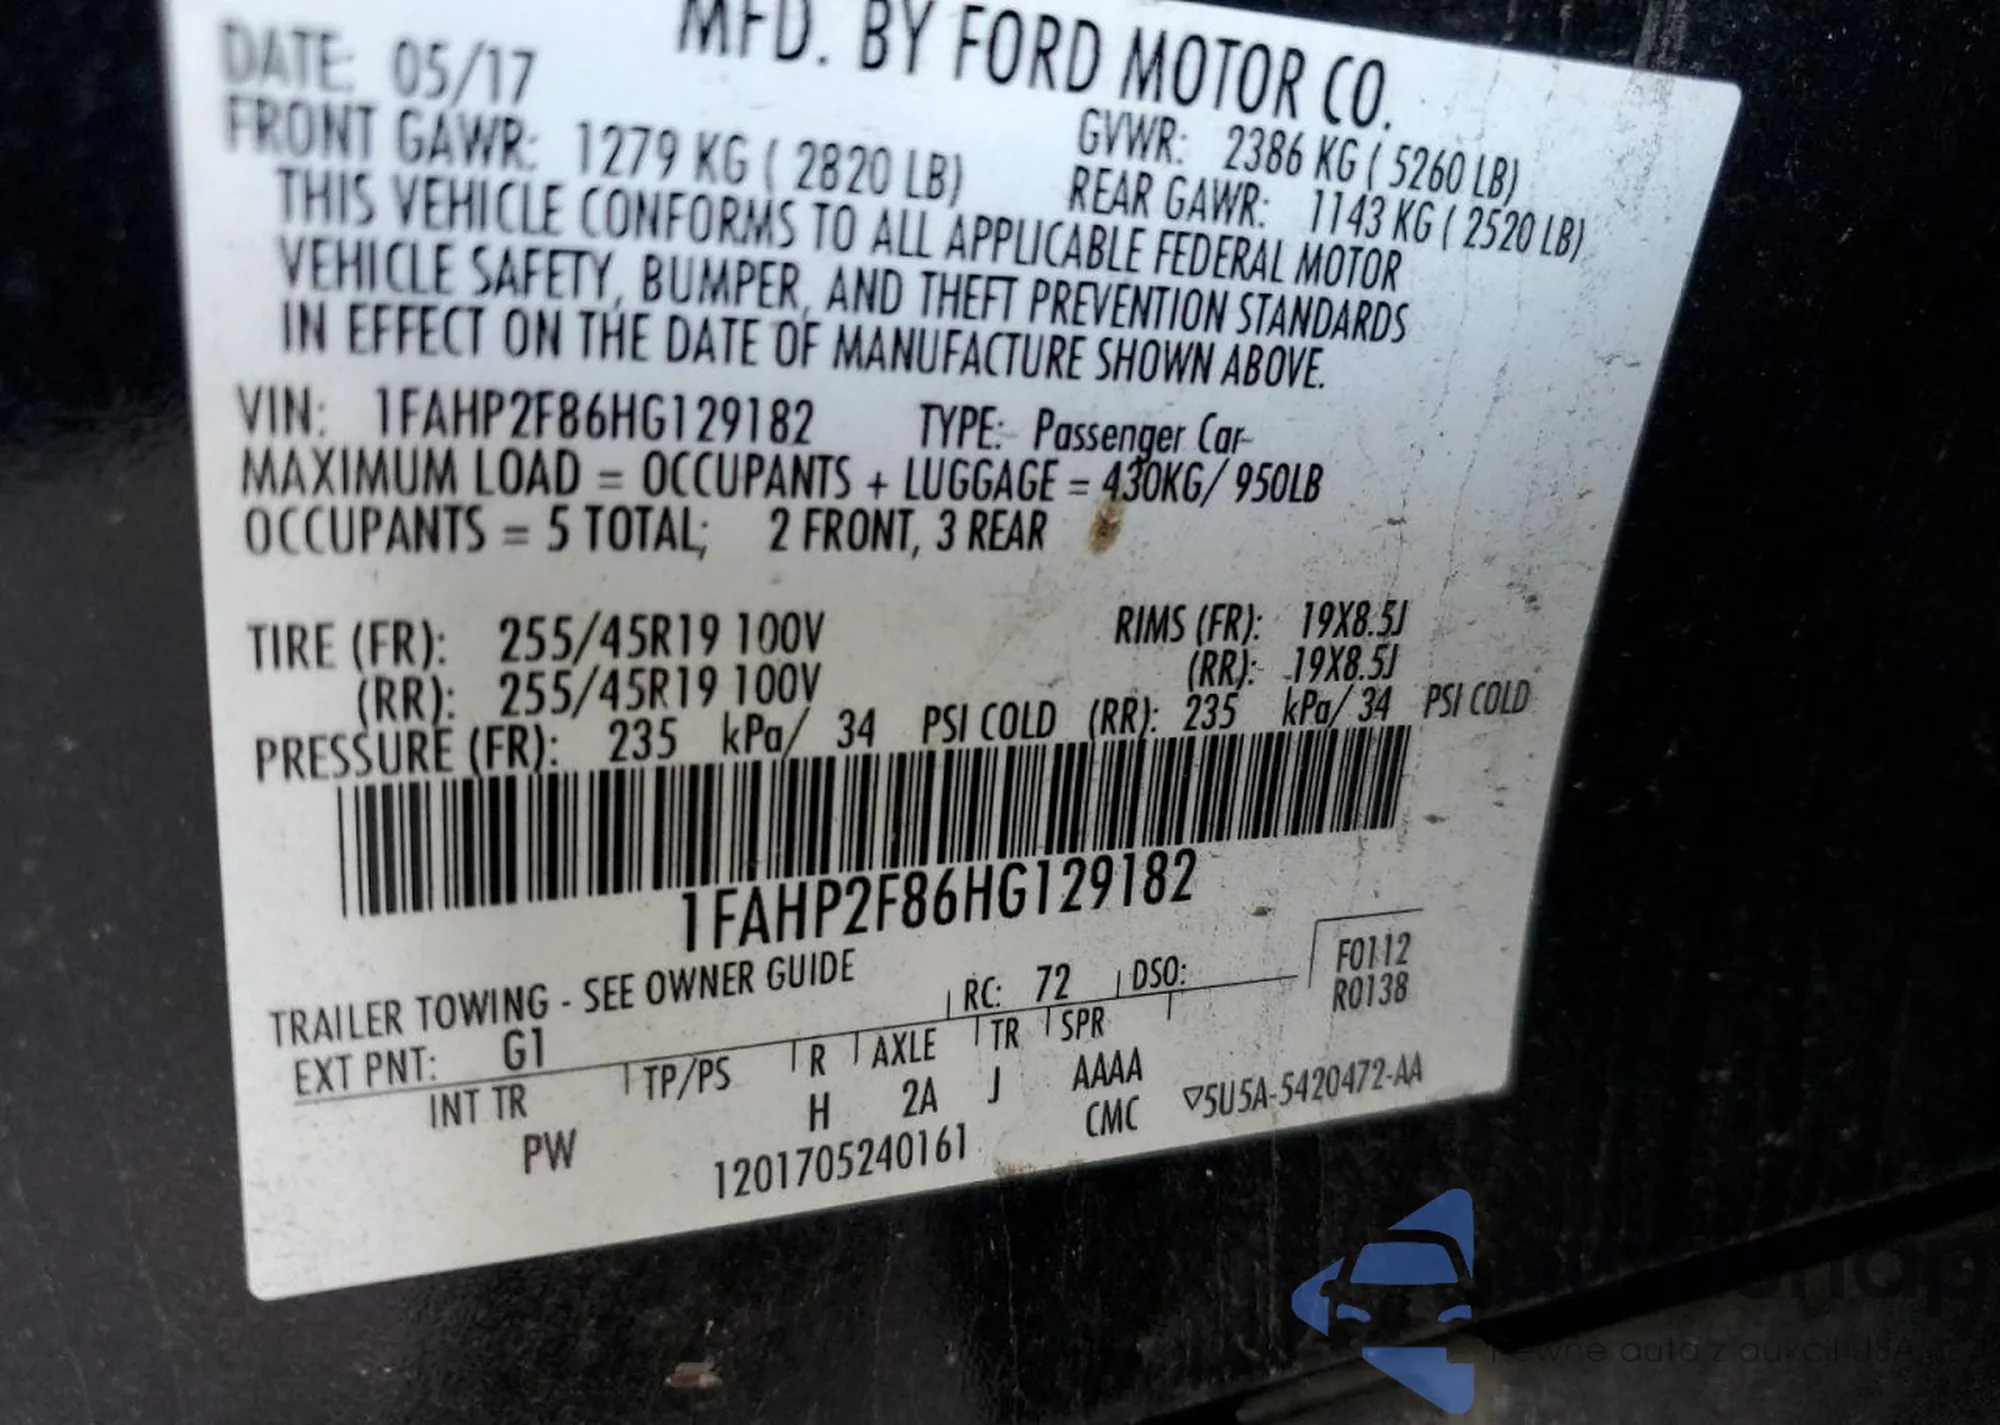 MFD. BY FORD MOTOR CO.
DATE: 05/17
GVWR: 2386 KG ( 5260 LB)
FRONT GAWR: 1279 KG ( 2820 LB)
REAR GAWR: 1143 KG ( 2520 LB)
THIS VEHICLE CONFORMS TO ALL APPLICABLE FEDERAL MOTOR
VEHICLE SAFETY, BUMPER, AND THEFT PREVENTION STANDARDS
IN EFFECT ON THE DATE OF MANUFACTURE SHOWN ABOVE.
VIN: 1FAHP2F86HG129182 TYPE: Passenger Car
MAXIMUM LOAD = OCCUPANTS + LUGGAGE = 430KG/ 950LB
OCCUPANTS = 5 TOTAL; 2 FRONT, 3 REAR
TIRE (FR): 255/45R19 100V RIMS (FR): 19X8.5J
(RR): 255/45R19 100V (RR): 19X8.5J
PRESSURE (FR): 235 kPa/ 34 PSI COLD (RR): 235 kPa/ 34 PSI COLD
1FAHP2F86HG129182
TRAILER TOWING - SEE OWNER GUIDE
F0112
R0138
EXT PNT: G1 RC: 72 DSO:
INT TR TP/PS R AXLE TR SPR
PW H 2A J AAAA
CMC
1201705240161
▽5U5A-5420472-AA
auta z aukcji USA